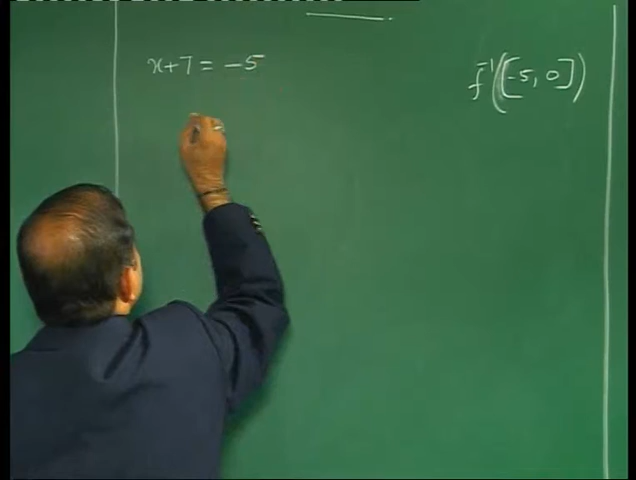 x+7 = -5
f⁻¹([-5, 0])